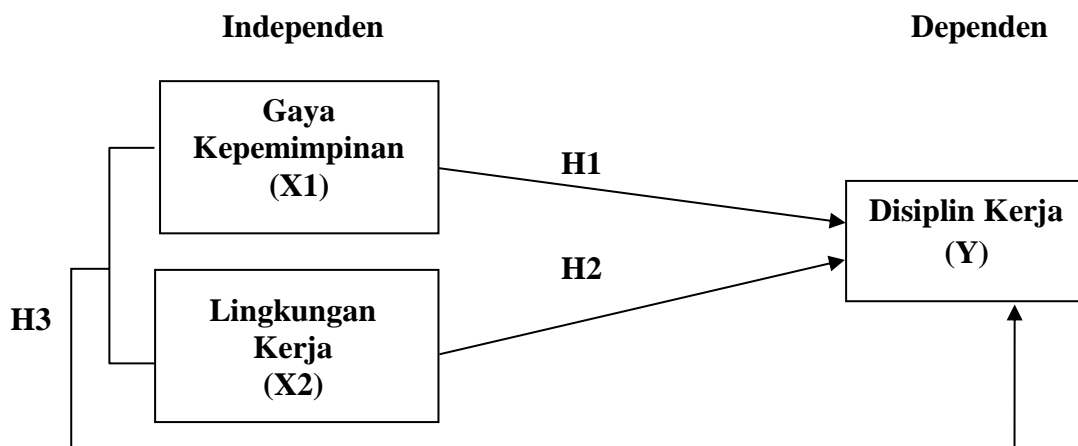 Independen
Dependen
Gaya
Kepemimpinan
(X1)
H1
Disiplin Kerja
(Y)
H2
Lingkungan
Kerja
(X2)
H3